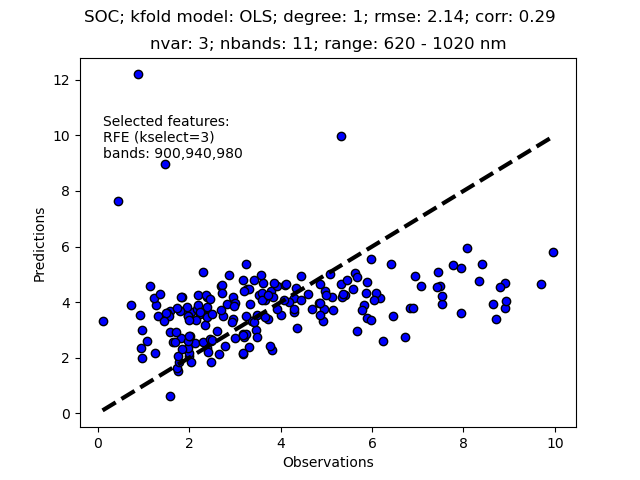 SOC; kfold model: OLS; degree: 1; rmse: 2.14; corr: 0.29
nvar: 3; nbands: 11; range: 620 - 1020 nm
12
10
8
6
4
2
0
Predictions
Selected features:
RFE (kselect=3)
bands: 900,940,980
0 2 4 6 8 10
Observations